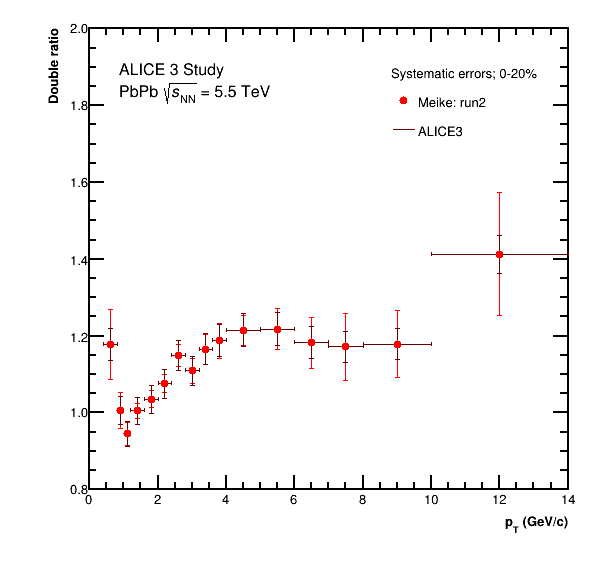 Double ratio
2.0
1.8
1.6
1.4
1.2
1.0
0.8
ALICE 3 Study
PbPb √sNN = 5.5 TeV
Systematic errors; 0-20%
Meike: run2
ALICE3
0 2 4 6 8 10 12 14
pT (GeV/c)